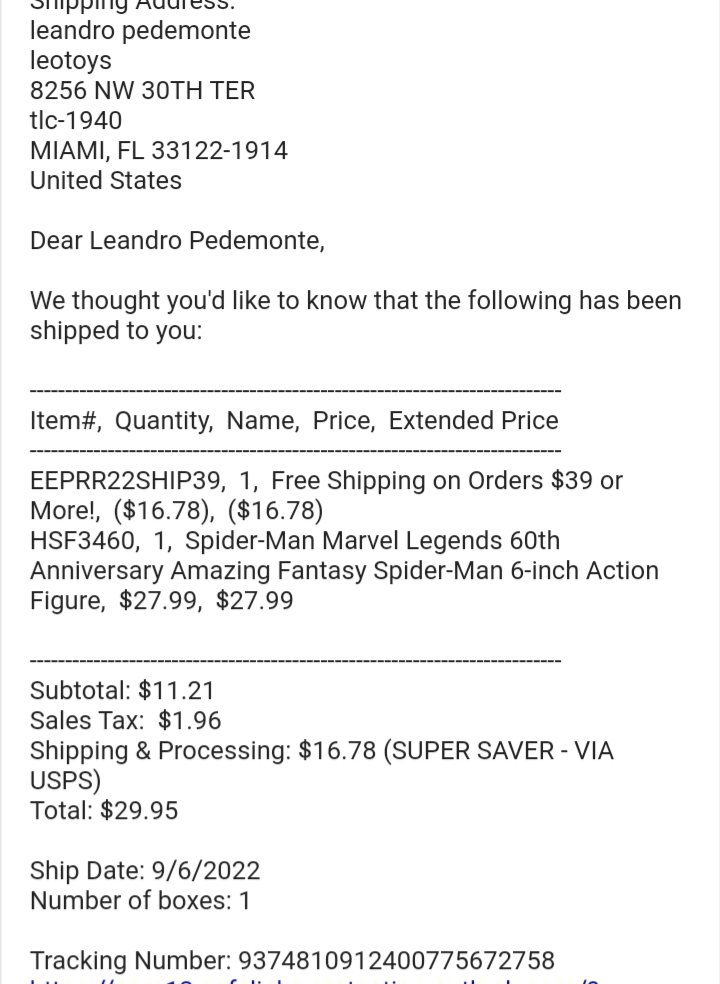 Shipping Address:
leandro pedemonte
leotoys
8256 NW 30TH TER
tlc-1940
MIAMI, FL 33122-1914
United States
Dear Leandro Pedemonte,
We thought you'd like to know that the following has been
shipped to you:
---------------------------------------------------------------------------
Item#,  Quantity,  Name,  Price,  Extended Price
---------------------------------------------------------------------------
EEPRR22SHIP39,  1,  Free Shipping on Orders $39 or
More!,  ($16.78),  ($16.78)
HSF3460,  1,  Spider-Man Marvel Legends 60th
Anniversary Amazing Fantasy Spider-Man 6-inch Action
Figure,  $27.99,  $27.99
---------------------------------------------------------------------------
Subtotal: $11.21
Sales Tax:  $1.96
Shipping & Processing: $16.78 (SUPER SAVER - VIA
USPS)
Total: $29.95
Ship Date: 9/6/2022
Number of boxes: 1
Tracking Number: 9374810912400775672758